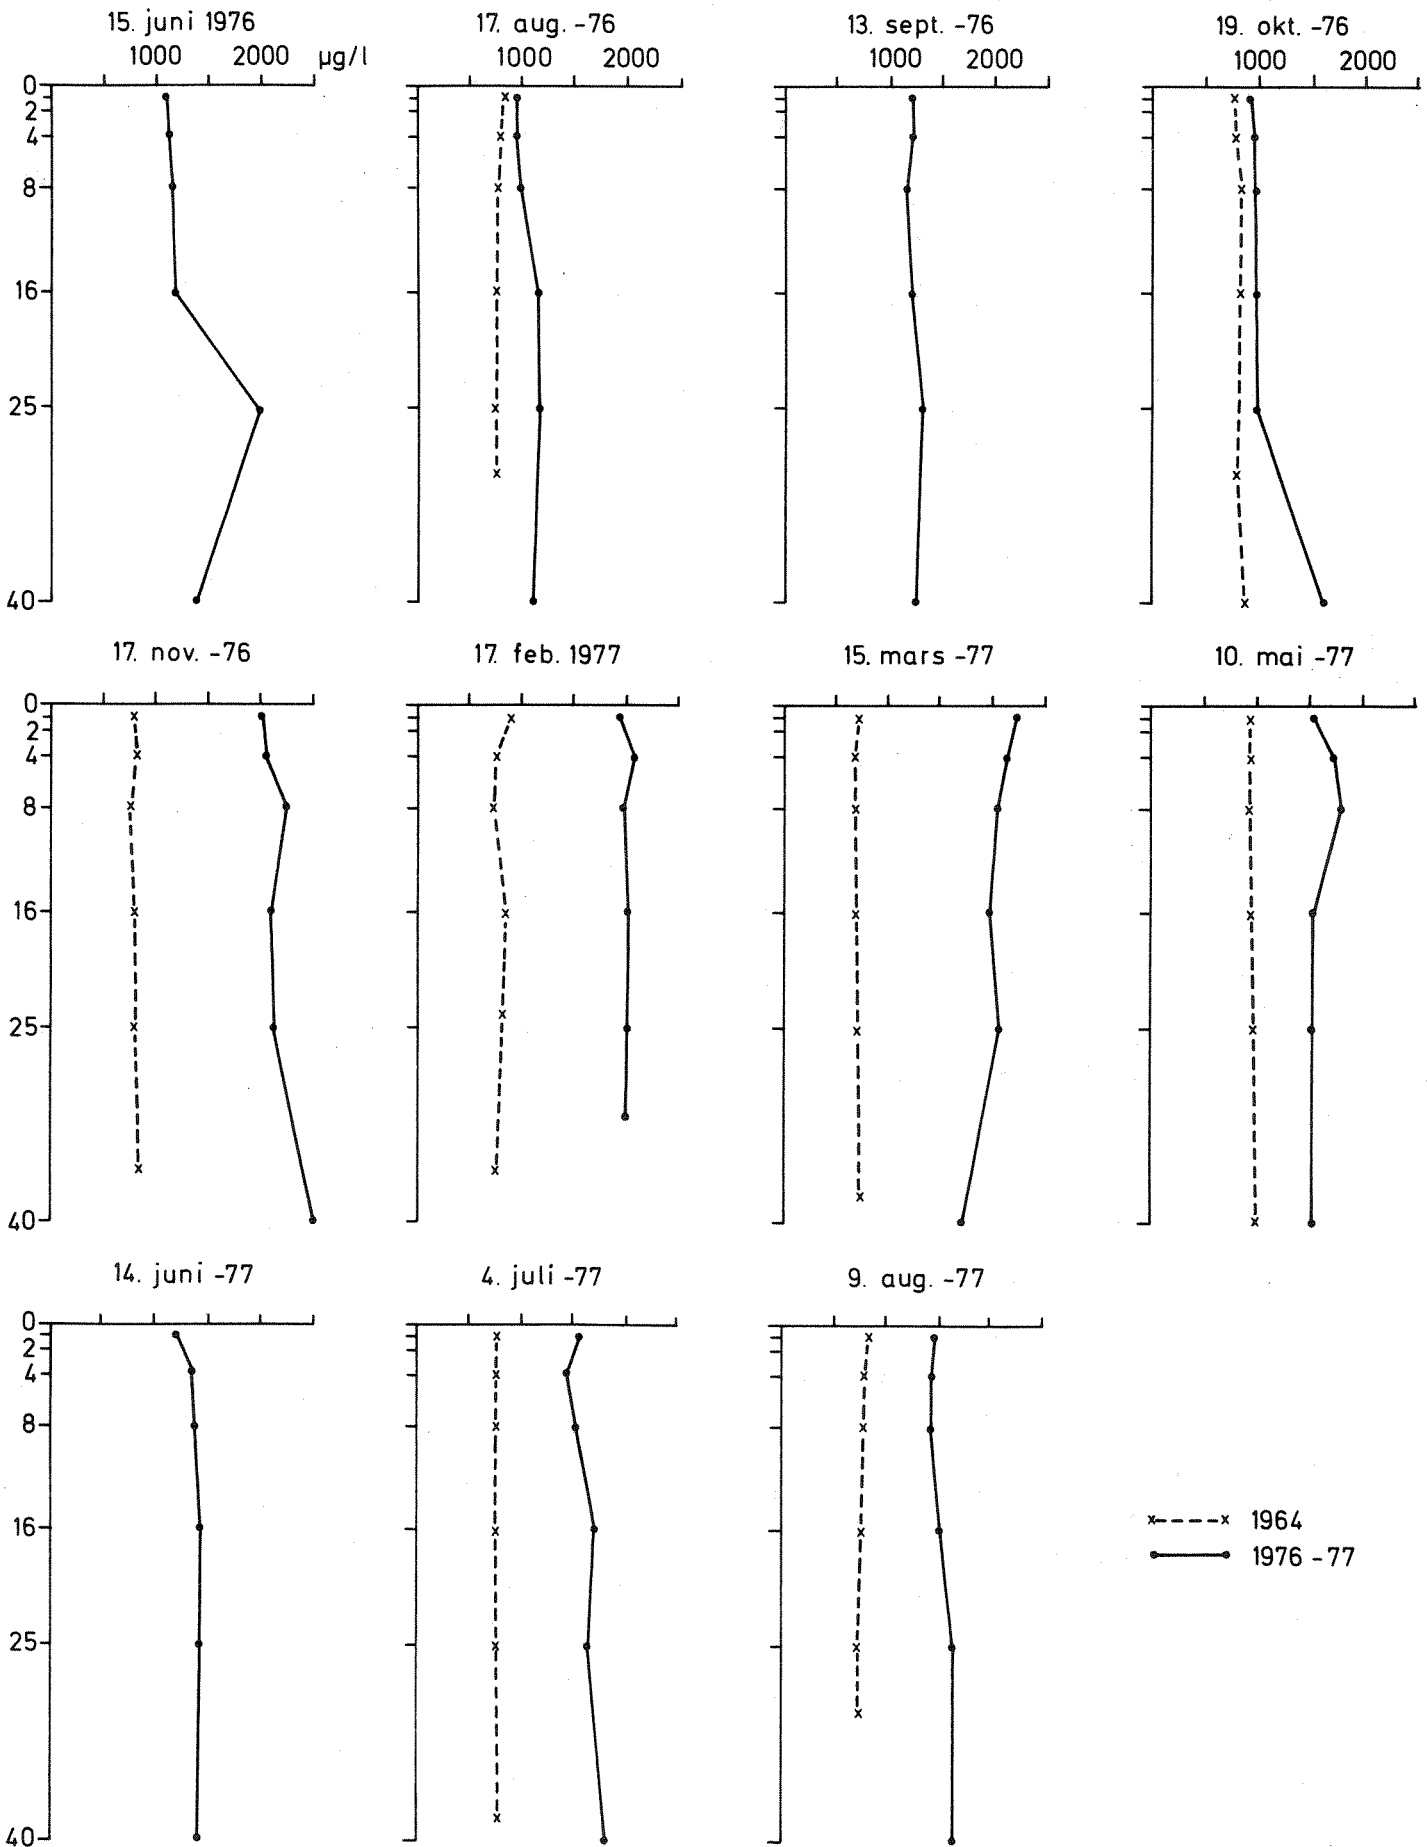 15. juni 1976
17. aug. -76
13. sept. -76
19. okt. -76
1000 2000 µg/l
1000 2000
1000 2000
1000 2000
0
2
4
8
16
25
40
17. nov. -76
17. feb. 1977
15. mars -77
10. mai -77
0
2
4
8
16
25
40
14. juni -77
4. juli -77
9. aug. -77
0
2
4
8
16
25
40
x----x 1964
1976 -77